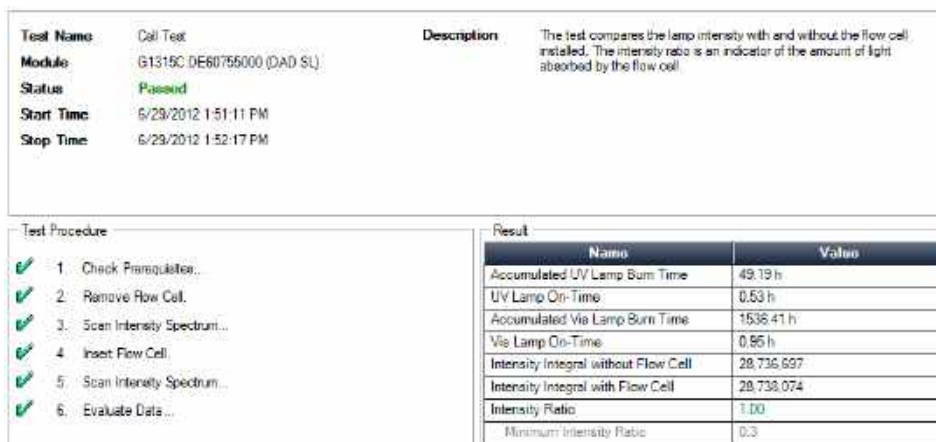 Test Name Cell Test
Module G1315C:DE60755000 (DAD SL)
Status Passed
Start Time 6/29/2012 1:51:11 PM
Stop Time 6/29/2012 1:52:17 PM
Description The test compares the lamp intensity with and without the flow cell
installed. The intensity ratio is an indicator of the amount of light
absorbed by the flow cell.
Test Procedure
1. Check Prerequisites...
2. Remove Flow Cell.
3. Scan Intensity Spectrum...
4. Insert Flow Cell.
5. Scan Intensity Spectrum...
6. Evaluate Data...
Result
Name Value
Accumulated UV Lamp Burn Time 49.19 h
UV Lamp On-Time 0.53 h
Accumulated Vis Lamp Burn Time 1536.41 h
Vis Lamp On-Time 0.95 h
Intensity Integral without Flow Cell 28,736,697
Intensity Integral with Flow Cell 28,738,074
Intensity Ratio 1.00
Minimum Intensity Ratio 0.3